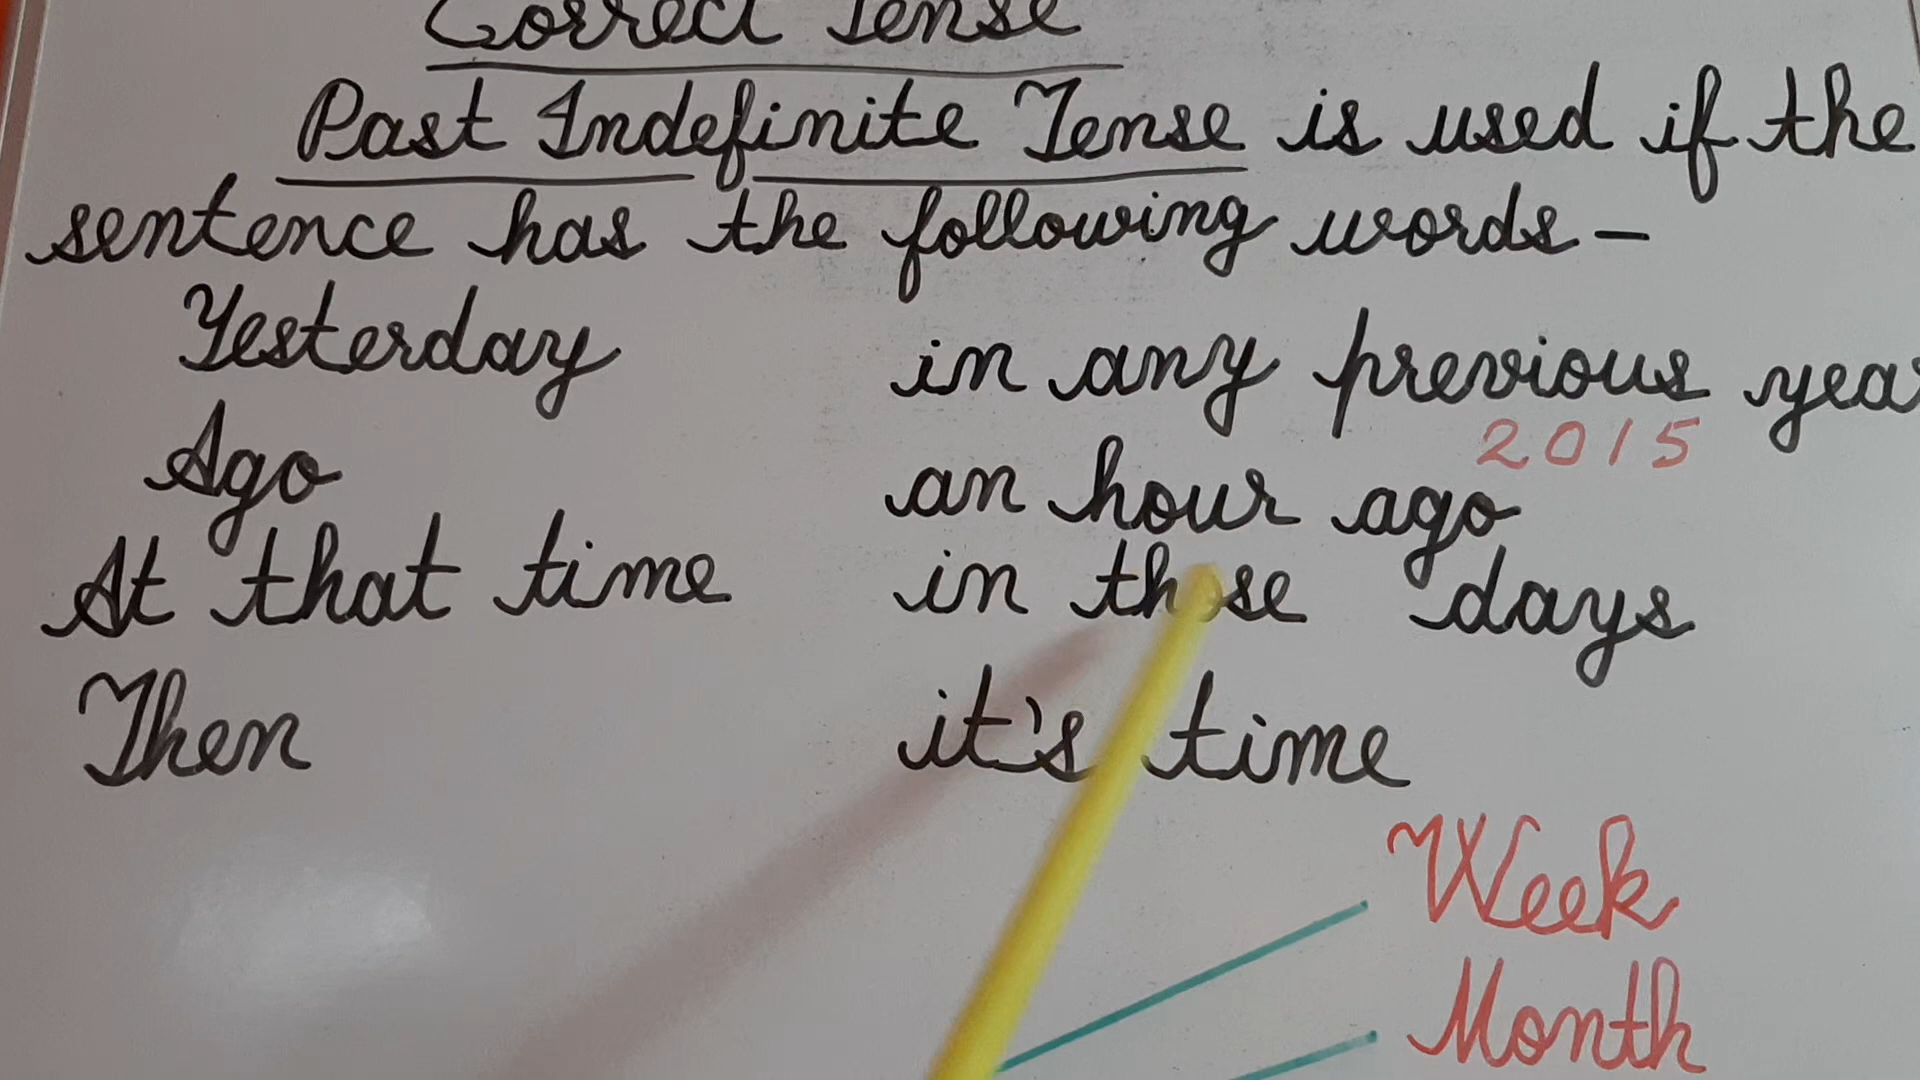 Correct Tense
Past Indefinite Tense is used if the
sentence has the following words -
Yesterday
Ago
At that time
Then
in any previous year
2015
an hour ago
in those days
it's time
Week
Month